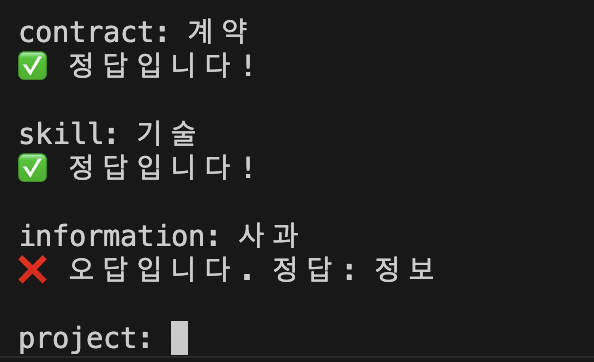 contract: 계약
✅ 정답입니다!
skill: 기술
✅ 정답입니다!
information: 사과
❌ 오답입니다. 정답: 정보
project: